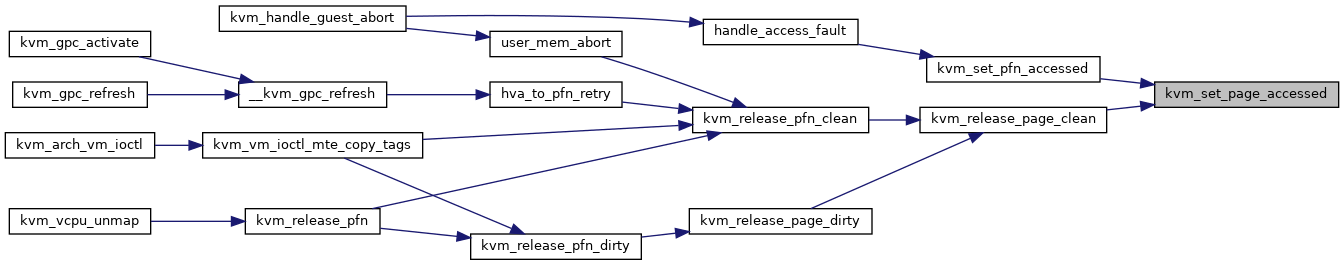 kvm_handle_guest_abort
handle_access_fault
kvm_gpc_activate
user_mem_abort
kvm_set_pfn_accessed
kvm_gpc_refresh
__kvm_gpc_refresh
hva_to_pfn_retry
kvm_set_page_accessed
kvm_release_pfn_clean
kvm_release_page_clean
kvm_arch_vm_ioctl
kvm_vm_ioctl_mte_copy_tags
kvm_vcpu_unmap
kvm_release_pfn
kvm_release_page_dirty
kvm_release_pfn_dirty